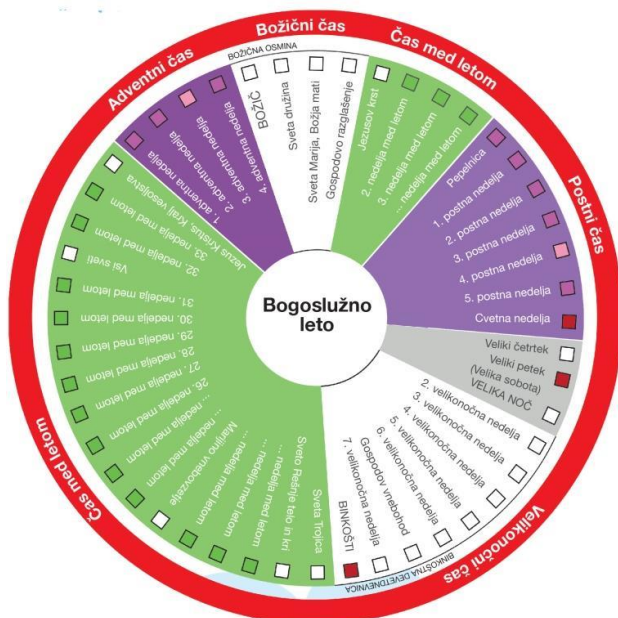 Bogoslužno
leto
Adventni čas
1. adventna nedelja
2. adventna nedelja
3. adventna nedelja
4. adventna nedelja
Božični čas
BOŽIČNA OSMINA
BOŽIČ
Sveta družina
Sveta Marija, Božja mati
Gospodovo razglašenje
Čas med letom
Jezusov krst
2. nedelja med letom
3. nedelja med letom
... nedelja med letom
Postni čas
Pepelnica
1. postna nedelja
2. postna nedelja
3. postna nedelja
4. postna nedelja
5. postna nedelja
Cvetna nedelja
Veliki četrtek
Veliki petek
(Velika sobota)
VELIKA NOČ
Velikonočni čas
2. velikonočna nedelja
3. velikonočna nedelja
4. velikonočna nedelja
5. velikonočna nedelja
6. velikonočna nedelja
Gospodov vnebohod
7. velikonočna nedelja
BINKOŠTI
BINKOŠTNA DEVETDNEVNICA
Čas med letom
Sveta Trojica
Sveto Rešnje telo in kri
... nedelja med letom
... nedelja med letom
... nedelja med letom
Marijino vnebovzetje
... nedelja med letom
... nedelja med letom
26. nedelja med letom
27. nedelja med letom
28. nedelja med letom
29. nedelja med letom
30. nedelja med letom
31. nedelja med letom
Vsi sveti
32. nedelja med letom
33. nedelja med letom
Jezus Kristus, Kralj vesoljstva